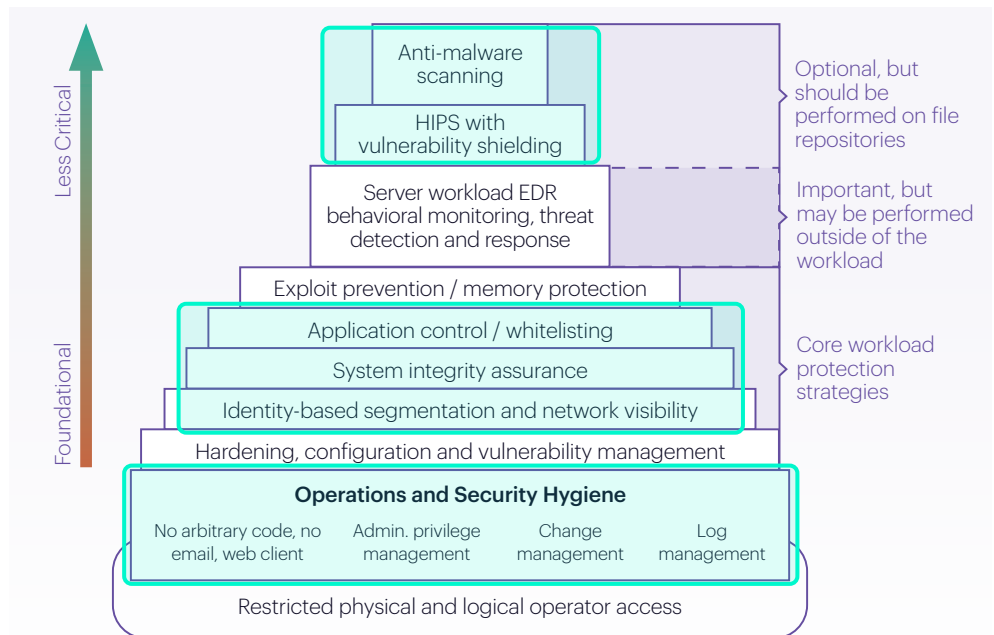 Less Critical
Foundational
Anti-malware
scanning
HIPS with
vulnerability shielding
Server workload EDR
behavioral monitoring, threat
detection and response
Exploit prevention / memory protection
Application control / whitelisting
System integrity assurance
Identity-based segmentation and network visibility
Hardening, configuration and vulnerability management
Operations and Security Hygiene
No arbitrary code, no
email, web client
Admin. privilege
management
Change
management
Log
management
Restricted physical and logical operator access
Optional, but
should be
performed on file
repositories
Important, but
may be performed
outside of the
workload
Core workload
protection
strategies